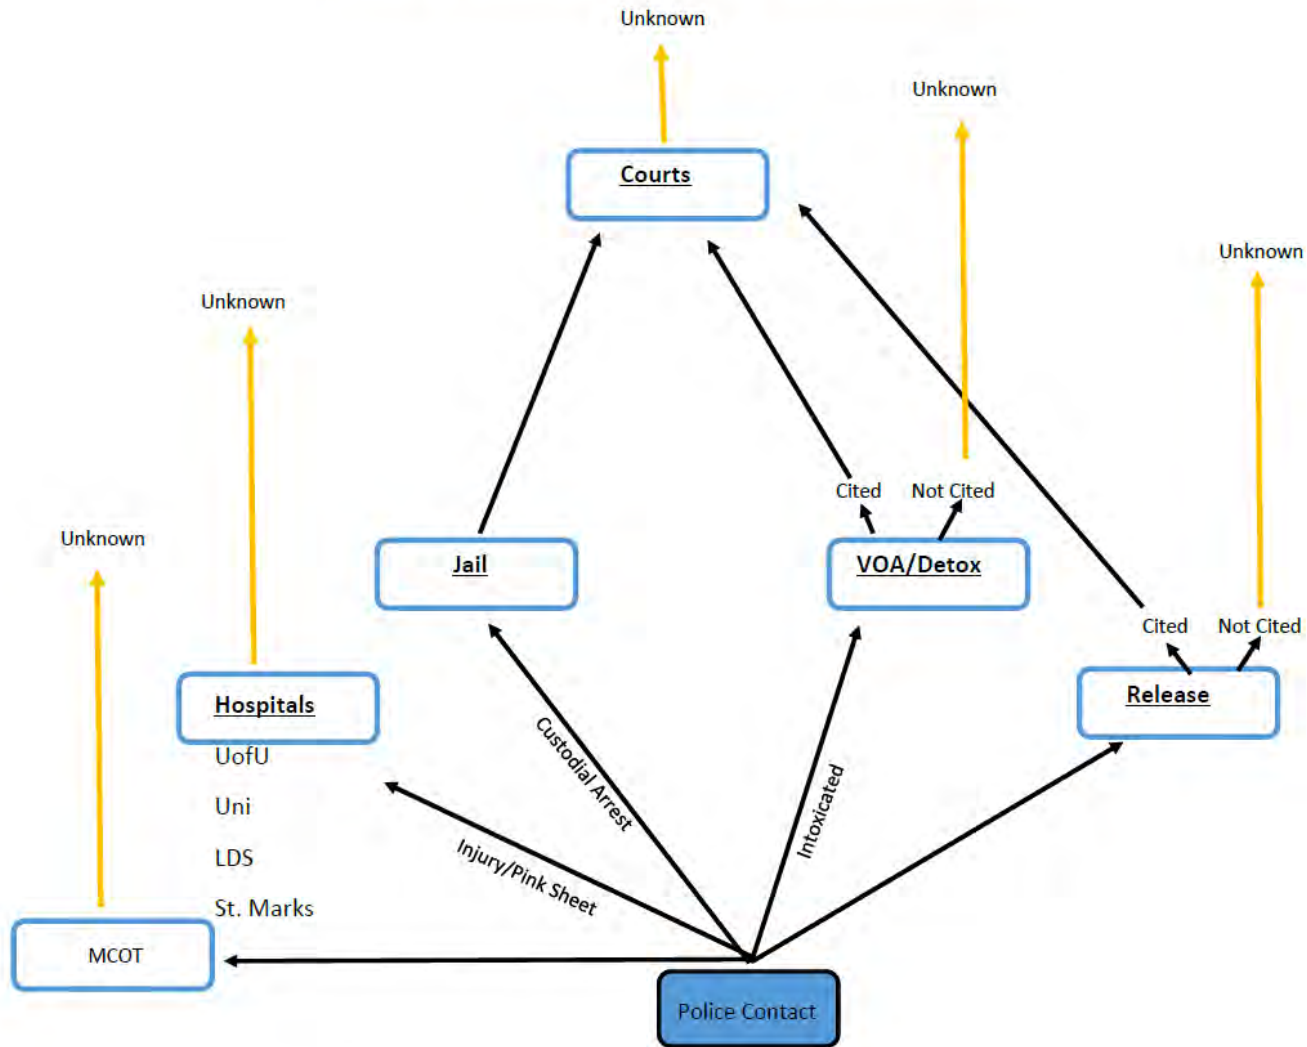 Unknown
Unknown
Courts
Unknown
Unknown
Cited
Not Cited
Unknown
Jail
VOA/Detox
Cited
Not Cited
Hospitals
Release
UofU
Custodial Arrest
Intoxicated
Uni
LDS
Injury/Pink Sheet
St. Marks
MCOT
Police Contact